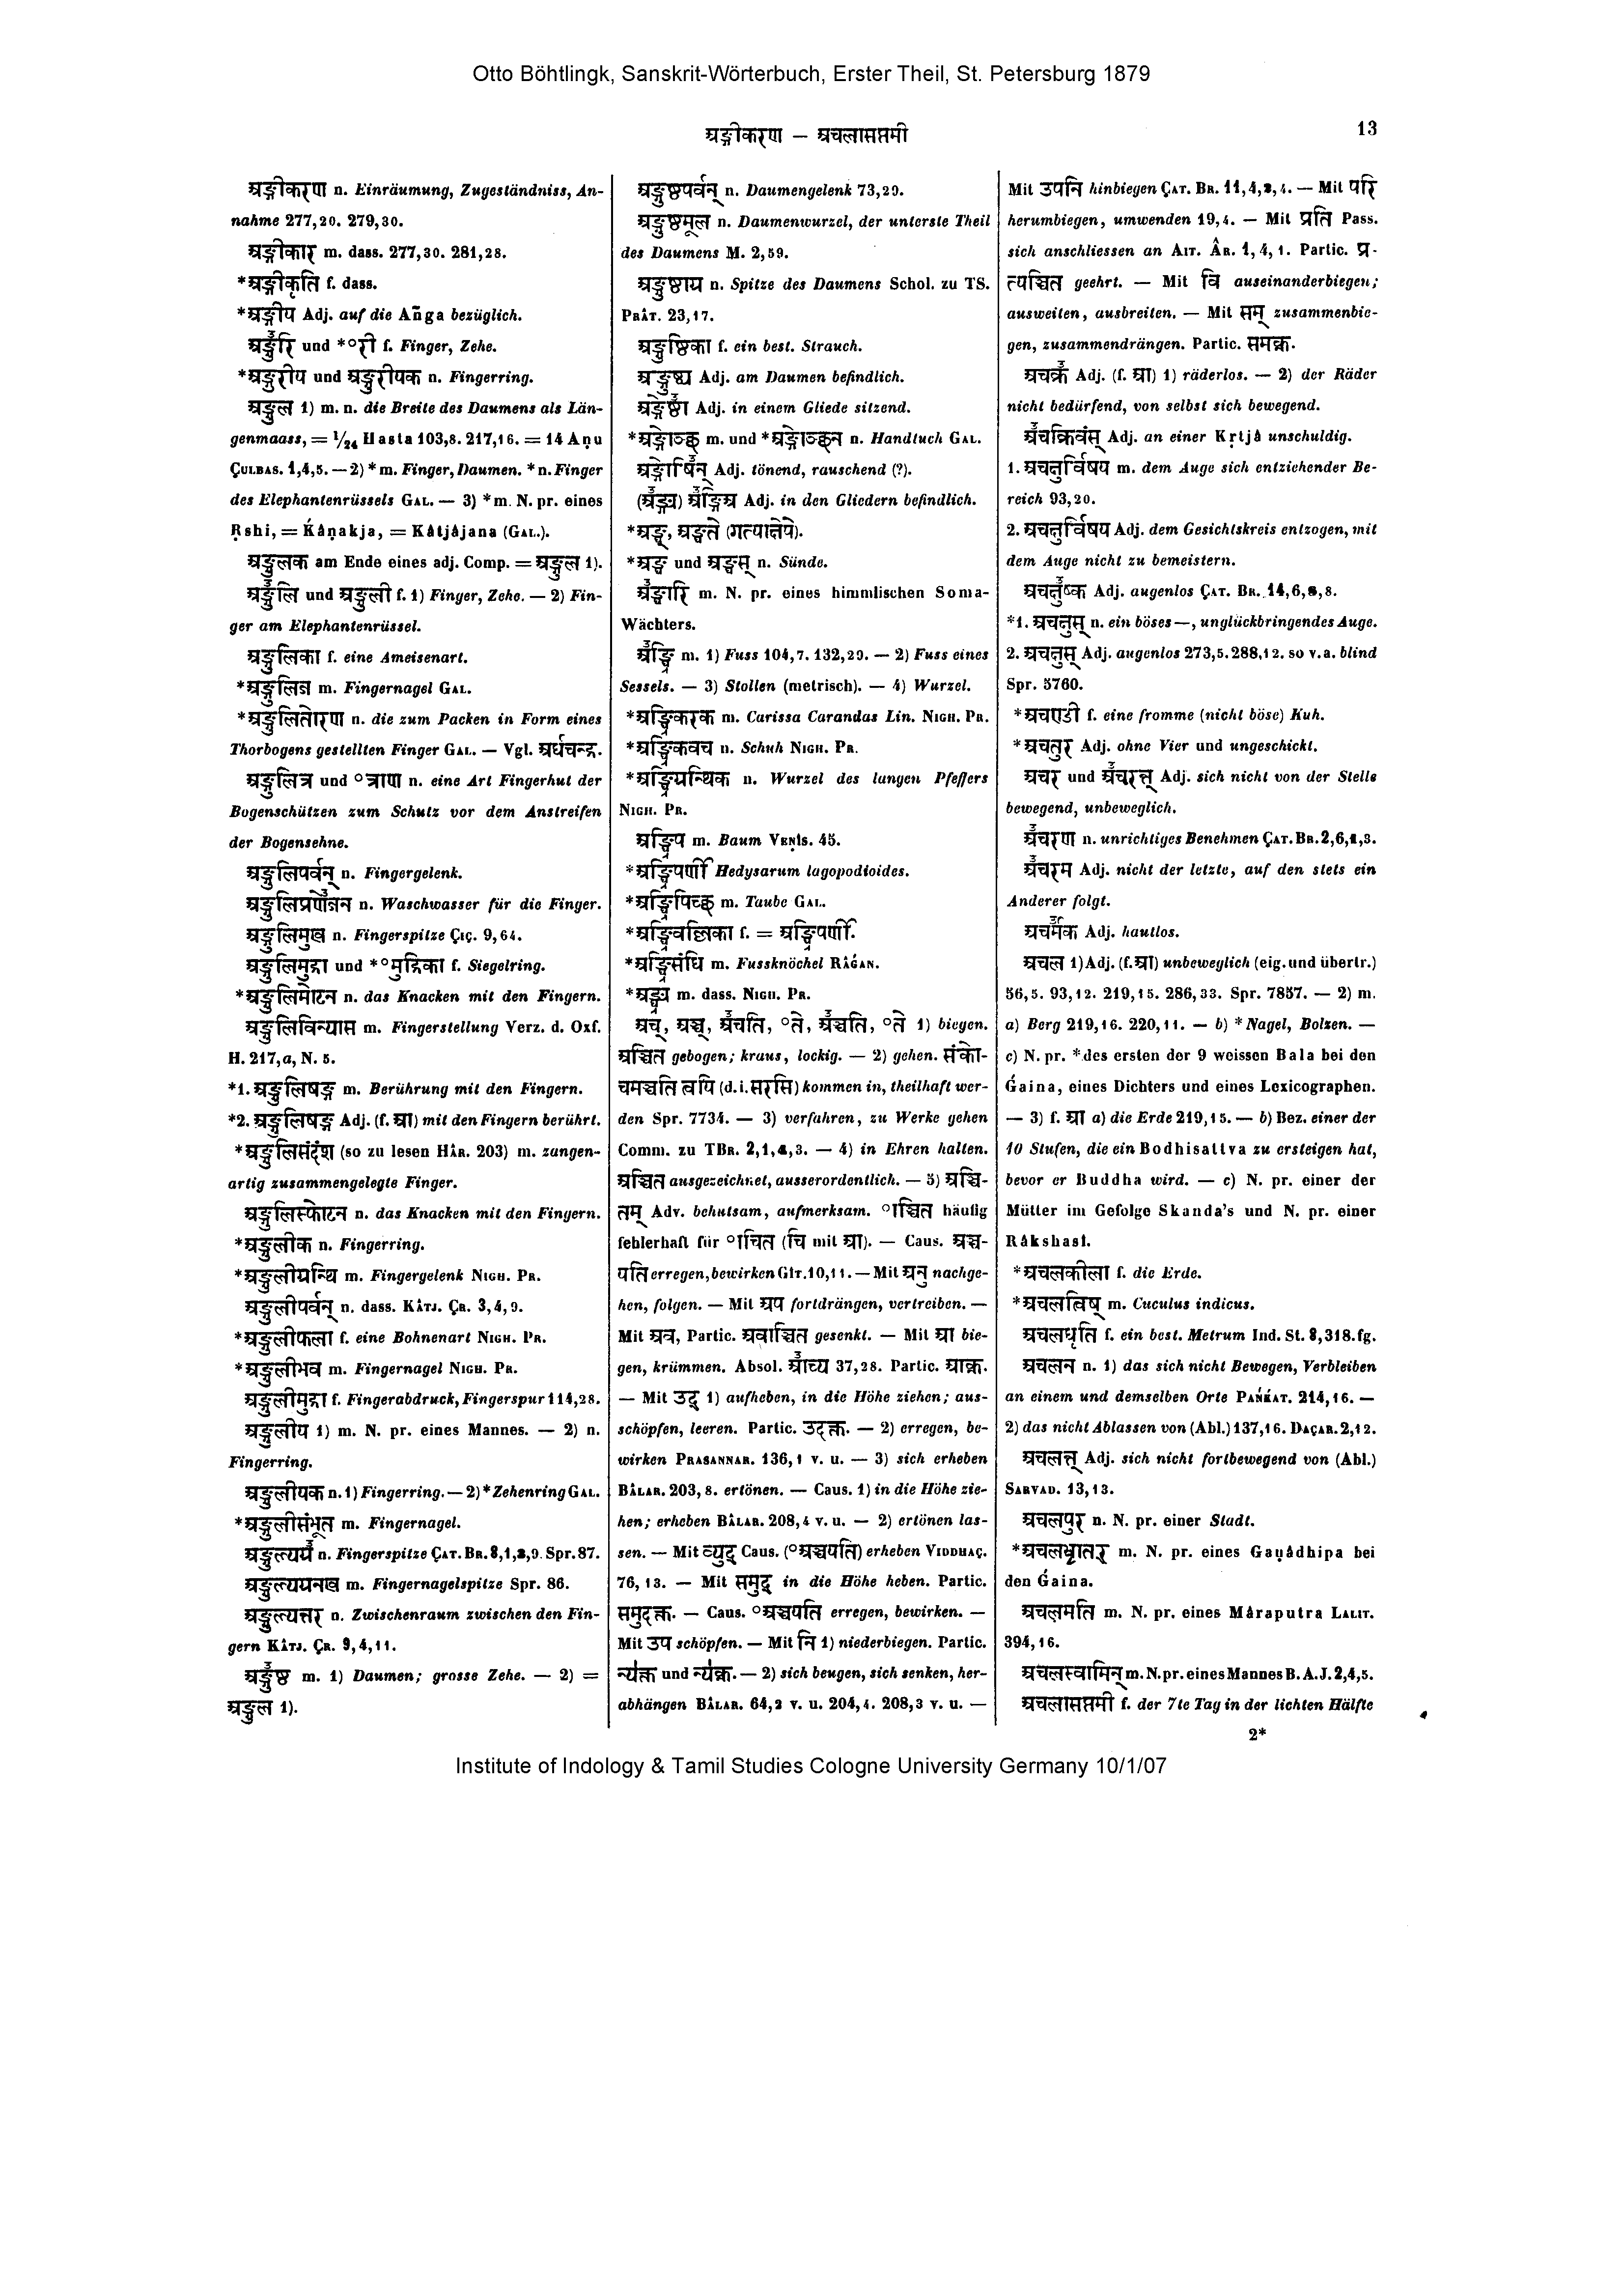 Otto Böhtlingk, Sanskrit-Wörterbuch, Erster Theil, St. Petersburg 1879
अङ्गीकरण — अचलासप्तमी
13
अङ्गीकरण n. Einräumung, Zugeständniss, An-
nahme 277,20. 279,30.
अङ्गीकार m. dass. 277,30. 281,28.
*अङ्गीकृति f. dass.
*अङ्गीय Adj. auf die Añga bezüglich.
अङ्गुरि und *°री f. Finger, Zehe.
*अङ्गुरीय und अङ्गुरीयक n. Fingerring.
अङ्गुल 1) m. n. die Breite des Daumens als Län-
genmaass, = 1/24 Hasta 103,8. 217,16. = 14 Aṇu
Çulbas. 1,4,5. — 2) * m. Finger, Daumen. * n. Finger
des Elephantenrüssels Gal. — 3) *m. N. pr. eines
Ṛshi, = Ḱâṇakja, = Kâtjâjana (Gal.).
अङ्गुलक am Ende eines adj. Comp. = अङ्गुल 1).
अङ्गुलि und अङ्गुली f. 1) Finger, Zehe. — 2) Fin-
ger am Elephantenrüssel.
अङ्गुलिका f. eine Ameisenart.
*अङ्गुलिज m. Fingernagel Gal.
*अङ्गुलितोरण n. die zum Packen in Form eines
Thorbogens gestellten Finger Gal. — Vgl. अर्धचन्द्र.
अङ्गुलित्र und °त्राण n. eine Art Fingerhut der
Bogenschützen zum Schutz vor dem Anstreifen
der Bogensehne.
अङ्गुलिपर्वन् n. Fingergelenk.
अङ्गुलिप्रणेजन n. Waschwasser für die Finger.
अङ्गुलिमुख n. Fingerspitze Çiç. 9,64.
अङ्गुलिमुद्रा und *°मुद्रिका f. Siegelring.
*अङ्गुलिमोटन n. das Knacken mit den Fingern.
अङ्गुलिविन्यास m. Fingerstellung Verz. d. Oxf.
H. 217,a, N. 5.
*1. अङ्गुलिषङ्ग m. Berührung mit den Fingern.
*2. अङ्गुलिषङ्ग Adj. (f. आ) mit den Fingern berührt.
*अङ्गुलिसंदंश (so zu lesen Hâr. 203) m. zangen-
artig zusammengelegte Finger.
अङ्गुलिस्फोटन n. das Knacken mit den Fingern.
*अङ्गुलीक n. Fingerring.
*अङ्गुलीग्रन्थि m. Fingergelenk Nigh. Pr.
अङ्गुलीपर्वन् n. dass. Kâtj. Çr. 3,4,9.
*अङ्गुलीफला f. eine Bohnenart Nigh. Pr.
*अङ्गुलीभव m. Fingernagel Nigh. Pr.
अङ्गुलीमुद्रा f. Fingerabdruck, Fingerspur 114,28.
अङ्गुलीय 1) m. N. pr. eines Mannes. — 2) n.
Fingerring.
अङ्गुलीयक n. 1) Fingerring. — 2) * Zehenring Gal.
*अङ्गुलीसंभूत m. Fingernagel.
अङ्गुल्यग्र n. Fingerspitze Çat. Br. 8,1,3,9. Spr. 87.
अङ्गुल्यग्रनख m. Fingernagelspitze Spr. 86.
अङ्गुल्यन्तर n. Zwischenraum zwischen den Fin-
gern Kâtj. Çr. 9,4,11.
अङ्गुष्ठ m. 1) Daumen; grosse Zehe. — 2) =
अङ्गुल 1).
अङ्गुष्ठपर्वन् n. Daumengelenk 73,29.
अङ्गुष्ठमूल n. Daumenwurzel, der unterste Theil
des Daumens M. 2,59.
अङ्गुष्ठाग्र n. Spitze des Daumens Schol. zu TS.
Prât. 23,17.
अङ्गुष्ठिका f. ein best. Strauch.
अङ्गुष्ठ्य Adj. am Daumen befindlich.
अङ्गेष्ठा Adj. in einem Gliede sitzend.
*अङ्गोञ्छ m. und *अङ्गोञ्छन n. Handtuch Gal.
अङ्गोषिन् Adj. tönend, rauschend (?).
(अङ्ग्य) अङ्गिअ Adj. in den Gliedern befindlich.
*अङ्घ्, अङ्घते (गत्याक्षेपे).
*अङ्घ und अङ्घस् n. Sünde.
अङ्घारि m. N. pr. eines himmlischen Soma-
Wächters.
अङ्घ्रि m. 1) Fuss 104,7. 132,29. — 2) Fuss eines
Sessels. — 3) Stollen (metrisch). — 4) Wurzel.
*अङ्घ्रिकरक m. Carissa Carandas Lin. Nigh. Pr.
*अङ्घ्रिकवच n. Schuh Nigh. Pr.
*अङ्घ्रिग्रन्थिक n. Wurzel des langen Pfeffers
Nigh. Pr.
अङ्घ्रिप m. Baum Veṇîs. 45.
*अङ्घ्रिपर्णी Hedysarum lagopodioides.
*अङ्घ्रिपिच्छ m. Taube Gal.
*अङ्घ्रिवल्लिका f. = अङ्घ्रिपर्णी.
*अङ्घ्रिसंधि m. Fussknöchel Râǵan.
*अङ्घ्र्य m. dass. Nigh. Pr.
अच्, अञ्च्, अचति, °ते, अञ्चति, °ते 1) biegen.
अञ्चित gebogen; kraus, lockig. — 2) gehen. संको-
चमञ्चति त्वयि (d.i. सरसि) kommen in, theilhaft wer-
den Spr. 7734. — 3) verfahren, zu Werke gehen
Comm. zu TBr. 2,1,4,3. — 4) in Ehren halten.
अञ्चित ausgezeichnet, ausserordentlich. — 5) अञ्चि-
तम् Adv. behutsam, aufmerksam. °ाञ्चित häufig
fehlerhaft für °ाचित (चि mit आ). — Caus. अञ्च-
यति erregen, bewirken Gît. 10,11. — Mit अनु nachge-
hen, folgen. — Mit अप fortdrängen, vertreiben. —
Mit अव, Partic. अवाञ्चित gesenkt. — Mit आ bie-
gen, krümmen. Absol. आच्य 37,28. Partic. आक्न.
— Mit उद् 1) aufheben, in die Höhe ziehen; aus-
schöpfen, leeren. Partic. उदक्त. — 2) erregen, be-
wirken Prasannar. 136,1 v. u. — 3) sich erheben
Bâlar. 203,8. ertönen. — Caus. 1) in die Höhe zie-
hen; erheben Bâlar. 208,4 v. u. — 2) ertönen las-
sen. — Mit व्युद् Caus. (°अञ्चयति) erheben Viddhaç.
76,13. — Mit समुद् in die Höhe heben. Partic.
समुदक्त. — Caus. °अञ्चयति erregen, bewirken. —
Mit उप schöpfen. — Mit नि 1) niederbiegen. Partic.
न्यक्त und न्यक्न. — 2) sich beugen, sich senken, her-
abhängen Bâlar. 64,2 v. u. 204,4. 208,3 v. u. —
Mit उपनि hinbiegen Çat. Br. 11,4,2,4. — Mit परि
herumbiegen, umwenden 19,4. — Mit प्रति Pass.
sich anschliessen an Ait. Âr. 1,4,1. Partic. प्र-
त्यञ्चित geehrt. — Mit वि auseinanderbiegen;
ausweiten, ausbreiten. — Mit सम् zusammenbie-
gen, zusammendrängen. Partic. समक्न.
अचक्र Adj. (f. आ) 1) räderlos. — 2) der Räder
nicht bedürfend, von selbst sich bewegend.
अचक्रिवंस् Adj. an einer Kṛtjâ unschuldig.
1. अचक्षुर्विषय m. dem Auge sich entziehender Be-
reich 93,20.
2. अचक्षुर्विषय Adj. dem Gesichtskreis entzogen, mit
dem Auge nicht zu bemeistern.
अचक्षुष्क Adj. augenlos Çat. Br. 14,6,8,8.
*1. अचक्षुस् n. ein böses —, unglückbringendes Auge.
2. अचक्षुस् Adj. augenlos 273,5. 288,12. so v. a. blind
Spr. 5760.
*अचण्डी f. eine fromme (nicht böse) Kuh.
*अचतुर Adj. ohne Vier und ungeschickt.
अचर und अचरत् Adj. sich nicht von der Stelle
bewegend, unbeweglich.
अचरण n. unrichtiges Benehmen Çat. Br. 2,6,1,3.
अचरम Adj. nicht der letzte, auf den stets ein
Anderer folgt.
अचर्मक Adj. hautlos.
अचल 1) Adj. (f. आ) unbeweglich (eig. und übertr.)
56,5. 93,12. 219,15. 286,33. Spr. 7857. — 2) m.
a) Berg 219,16. 220,11. — b) * Nagel, Bolzen. —
c) N. pr. *des ersten der 9 weissen Bala bei den
Ǵaina, eines Dichters und eines Lexicographen.
— 3) f. आ a) die Erde 219,15. — b) Bez. einer der
10 Stufen, die ein Bodhisattva zu ersteigen hat,
bevor er Buddha wird. — c) N. pr. einer der
Mütter im Gefolge Skanda's und N. pr. einer
Râkshasî.
*अचलकीला f. die Erde.
*अचलत्विष् m. Cuculus indicus.
अचलधृति f. ein best. Metrum Ind. St. 8,318. fg.
अचलन n. 1) das sich nicht Bewegen, Verbleiben
an einem und demselben Orte Pańḱat. 214,16. —
2) das nicht Ablassen von (Abl.) 137,16. Daçar. 2,12.
अचलत् Adj. sich nicht fortbewegend von (Abl.)
Sarvad. 13,13.
अचलपुर n. N. pr. einer Stadt.
*अचलभ्रातर् m. N. pr. eines Gaṇâdhipa bei
den Ǵaina.
अचलमति m. N. pr. eines Mâraputra Lalit.
394,16.
अचलस्वामिन् m. N. pr. eines Mannes B. A. J. 2,4,5.
अचलासप्तमी f. der 7te Tag in der lichten Hälfte
2*
Institute of Indology & Tamil Studies Cologne University Germany 10/1/07